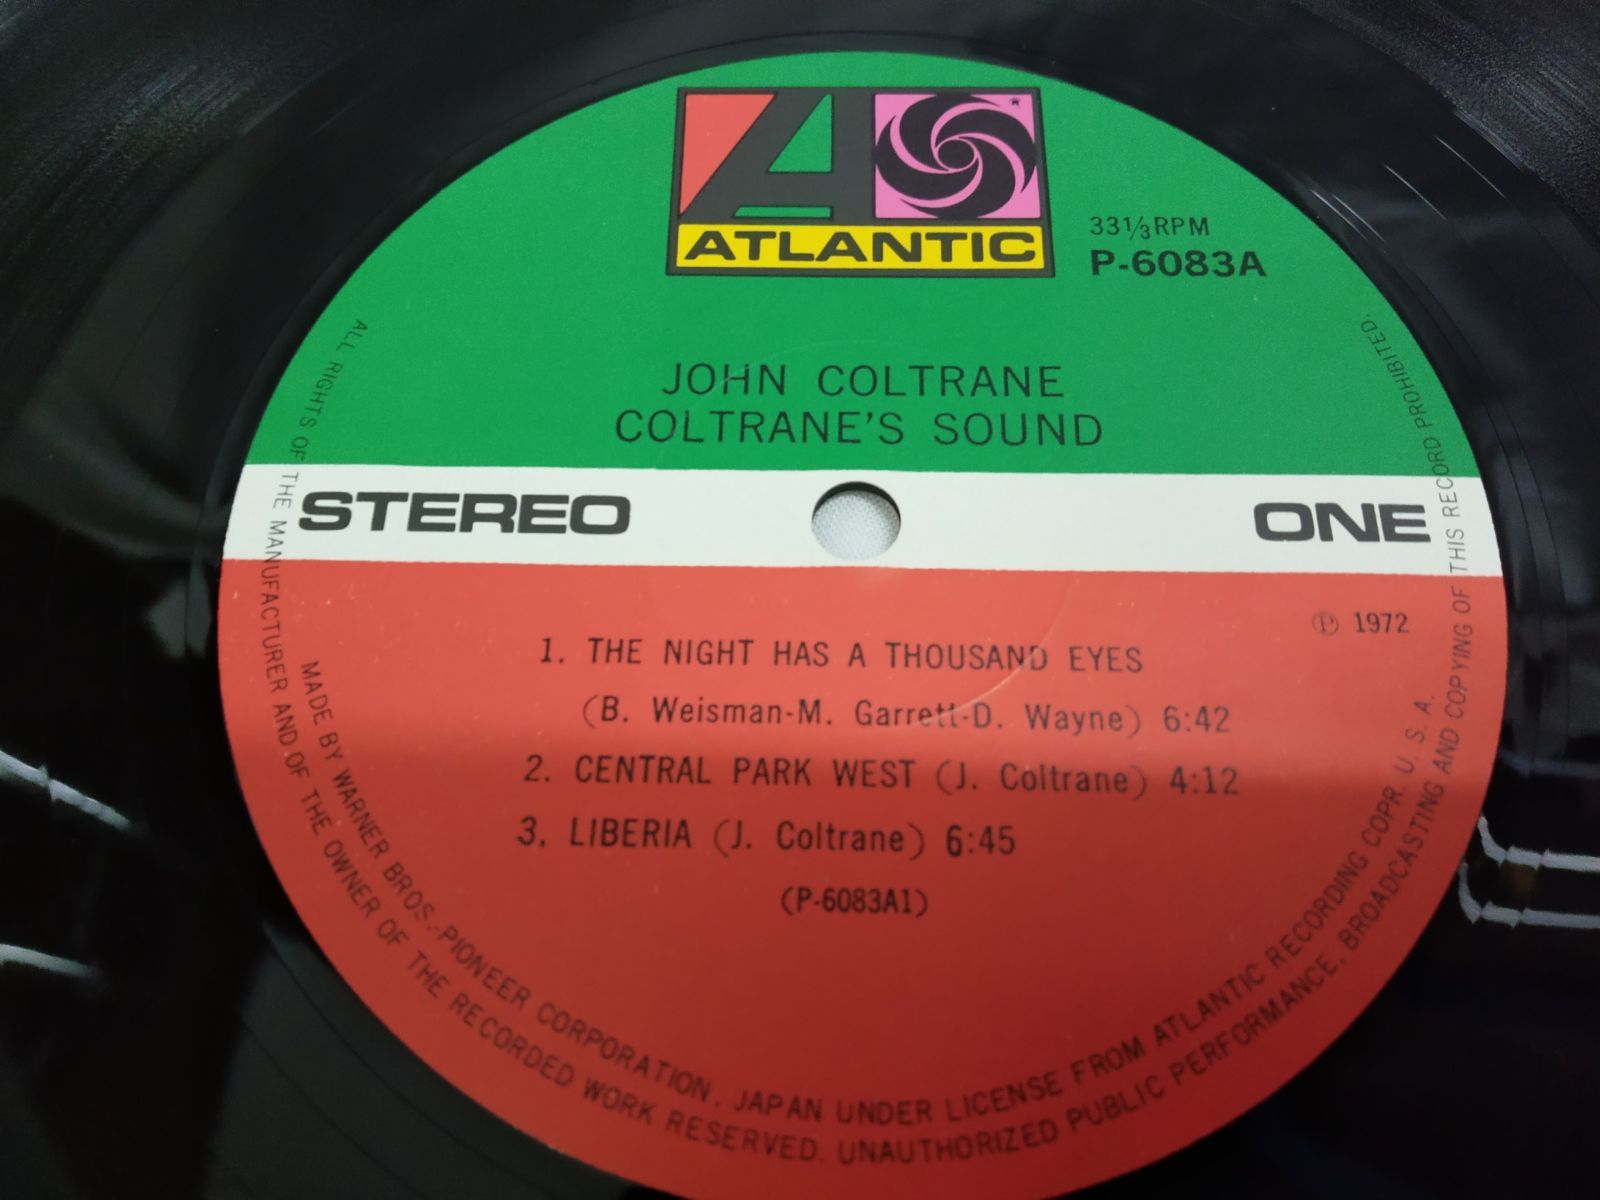 ATLANTIC
33⅓RPM
P-6083A
JOHN COLTRANE
COLTRANE'S SOUND
STEREO
ONE
℗ 1972
1. THE NIGHT HAS A THOUSAND EYES
(B. Weisman-M. Garrett-D. Wayne) 6:42
2. CENTRAL PARK WEST (J. Coltrane) 4:12
3. LIBERIA (J. Coltrane) 6:45
(P-6083A1)
MADE BY WARNER BROS.-PIONEER CORPORATION, JAPAN UNDER LICENSE FROM ATLANTIC RECORDING COPR. U. S. A.
ALL RIGHTS OF THE MANUFACTURER AND OF THE OWNER OF THE RECORDED WORK RESERVED. UNAUTHORIZED PUBLIC PERFORMANCE, BROADCASTING AND COPYING OF THIS RECORD PROHIBITED.